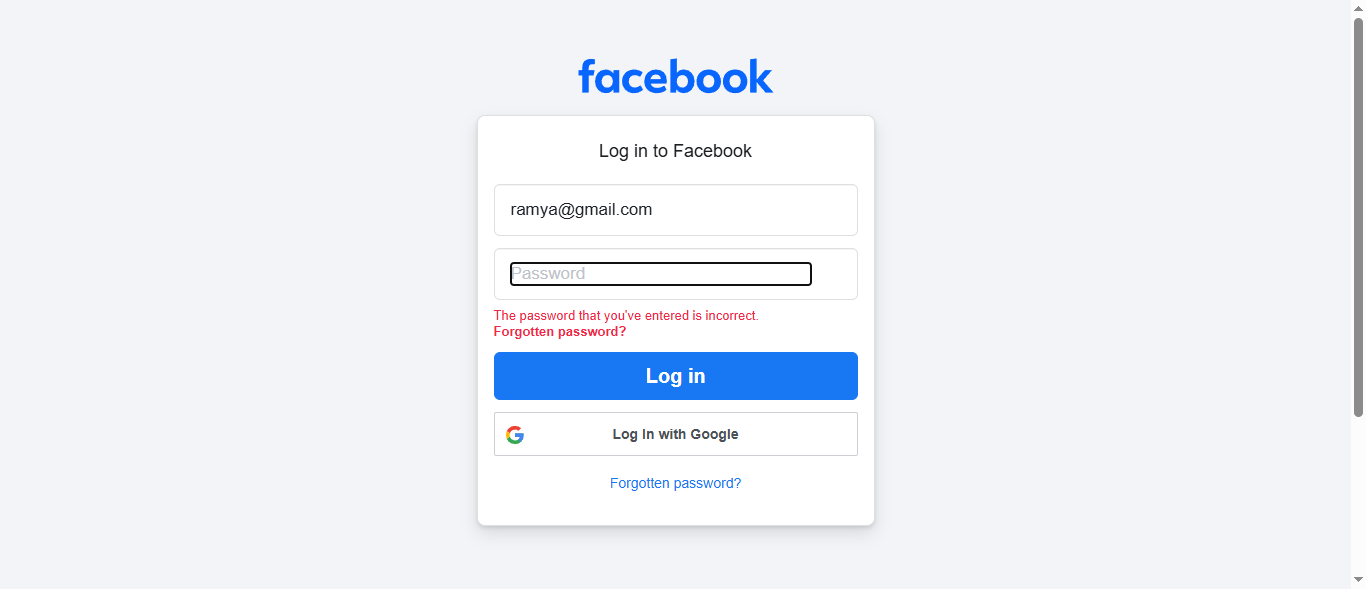 facebook
Log in to Facebook
ramya@gmail.com
Password
The password that you've entered is incorrect.
Forgotten password?
Log in
Log In with Google
Forgotten password?